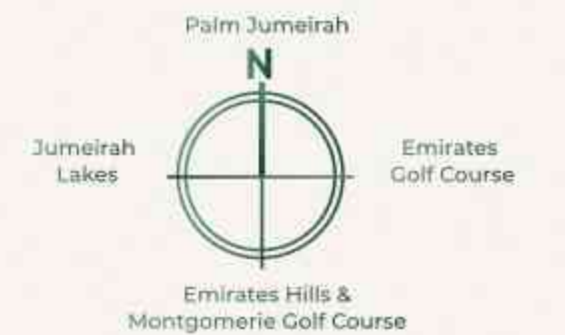 Palm Jumeirah
N
Jumeirah
Lakes
Emirates
Golf Course
Emirates Hills &
Montgomerie Golf Course